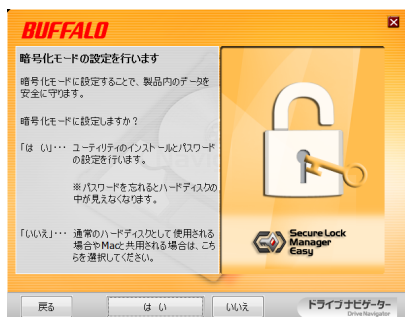 BUFFALO
暗号化モードの設定を行います
暗号化モードに設定することで、製品内のデータを
安全に守ります。
暗号化モードに設定しますか？
「は い」･･･ ユーティリティのインストールとパスワード
の設定を行います。
※パスワードを忘れるとハードディスクの
中が見えなくなります。
「いいえ」･･･ 通常のハードディスクとして使用される
場合やMacと共用される場合は、こち
らを選択してください。
Secure Lock
Manager
Easy
戻る
は い
いいえ
ドライブナビゲーター
Drive Navigator